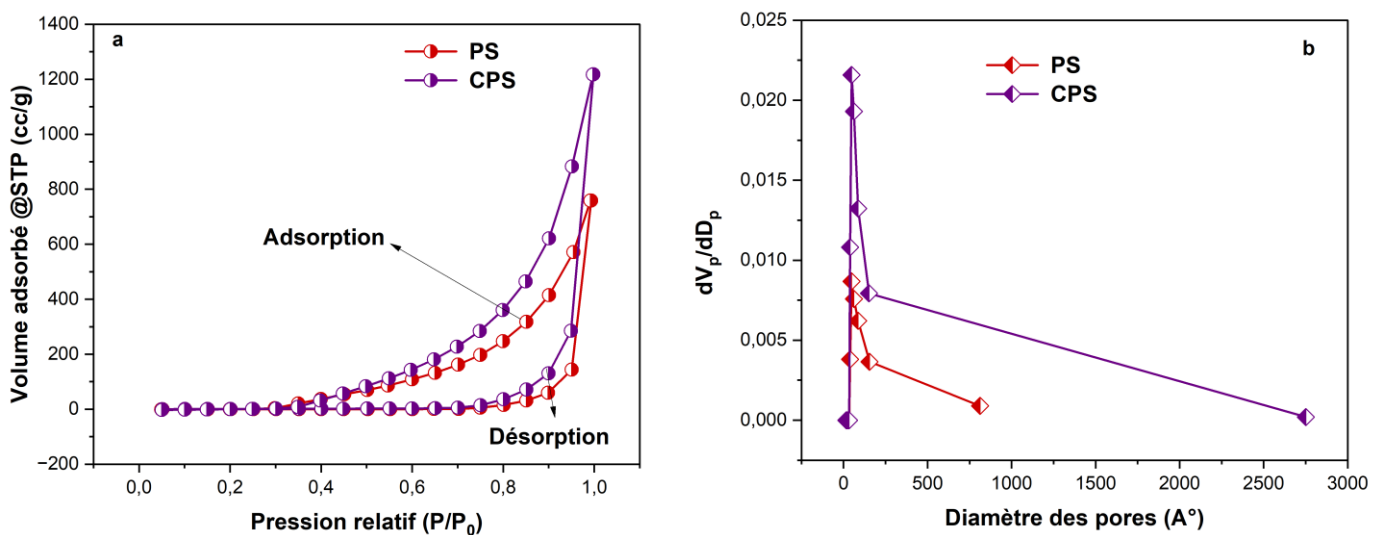 a
PS
CPS
Adsorption
Désorption
Volume adsorbé @STP (cc/g)
1400
1200
1000
800
600
400
200
0
−200
0,0 0,2 0,4 0,6 0,8 1,0
Pression relatif (P/P₀)
b
PS
CPS
dVₚ/dDₚ
0,025
0,020
0,015
0,010
0,005
0,000
0 500 1000 1500 2000 2500 3000
Diamètre des pores (A°)